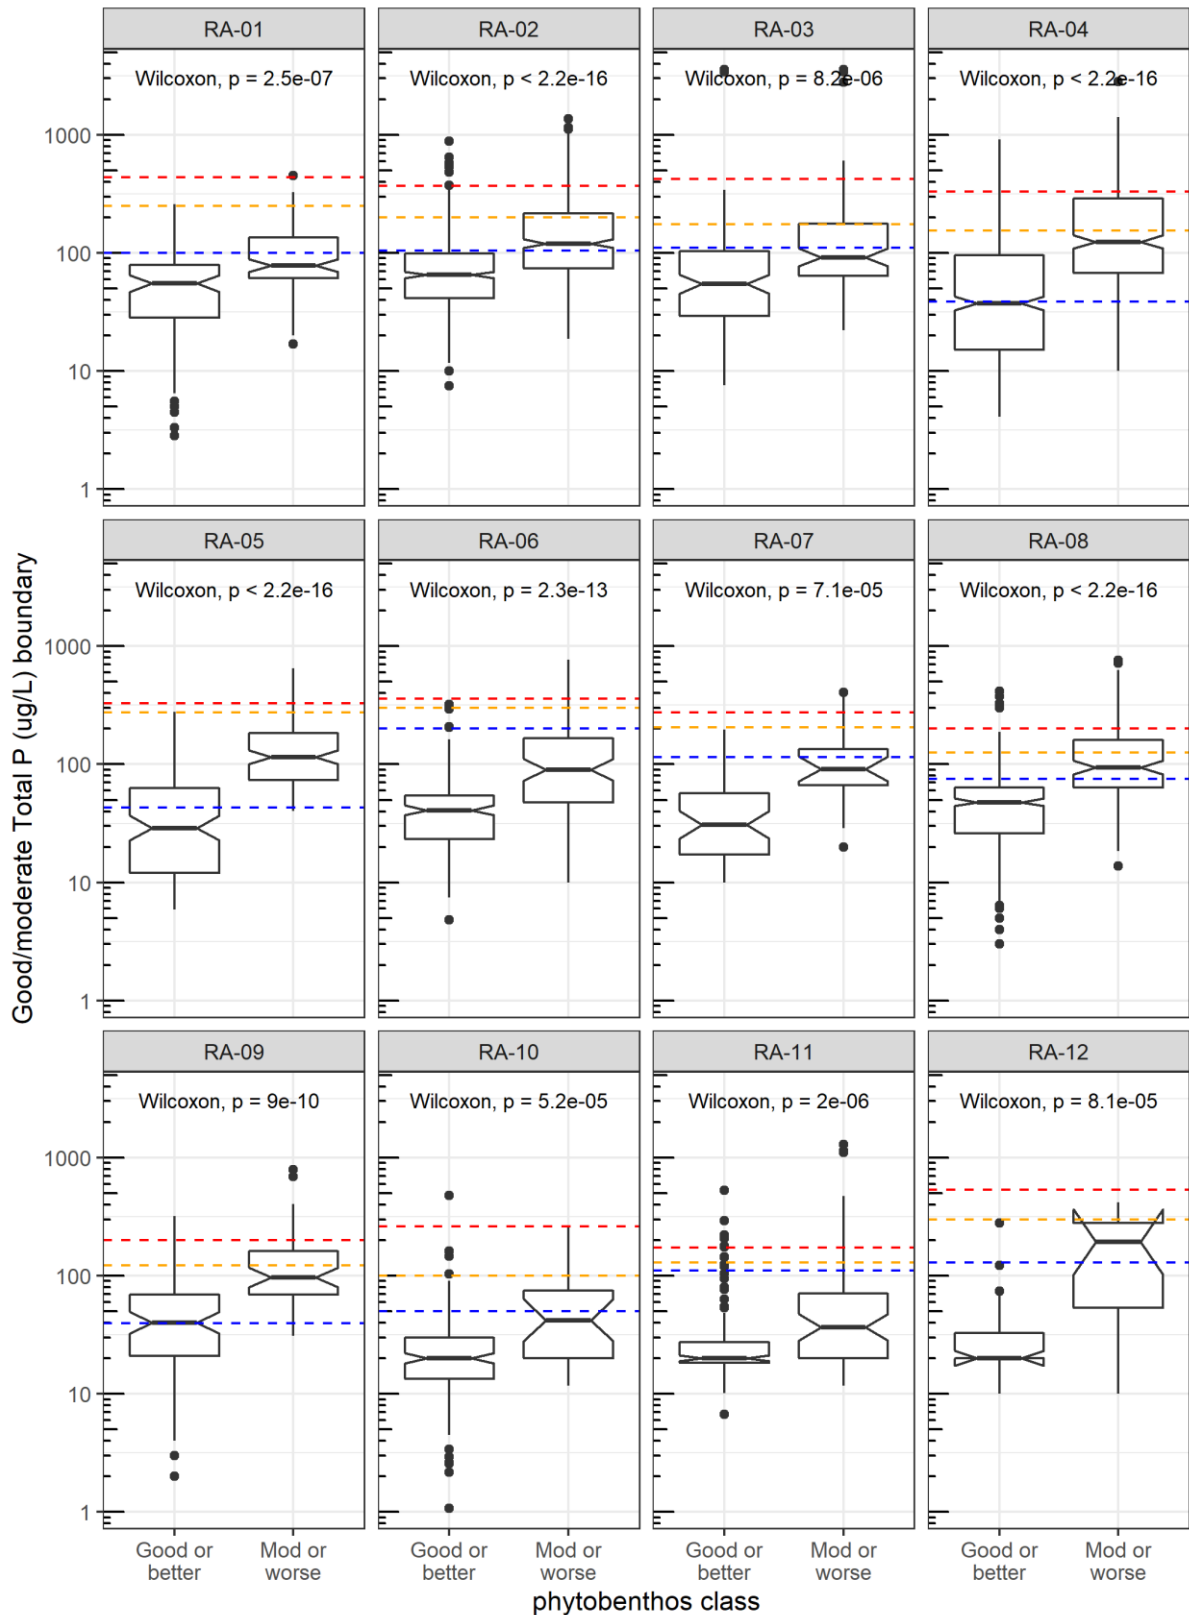 RA-01 RA-02 RA-03 RA-04
Wilcoxon, p = 2.5e-07 Wilcoxon, p < 2.2e-16 Wilcoxon, p = 8.2e-06 Wilcoxon, p < 2.2e-16
1000
100
10
1
RA-05 RA-06 RA-07 RA-08
Wilcoxon, p < 2.2e-16 Wilcoxon, p = 2.3e-13 Wilcoxon, p = 7.1e-05 Wilcoxon, p < 2.2e-16
1000
100
10
1
Good/moderate Total P (ug/L) boundary
RA-09 RA-10 RA-11 RA-12
Wilcoxon, p = 9e-10 Wilcoxon, p = 5.2e-05 Wilcoxon, p = 2e-06 Wilcoxon, p = 8.1e-05
1000
100
10
1
Good or Mod or Good or Mod or Good or Mod or Good or Mod or
better worse better worse better worse better worse
phytobenthos class